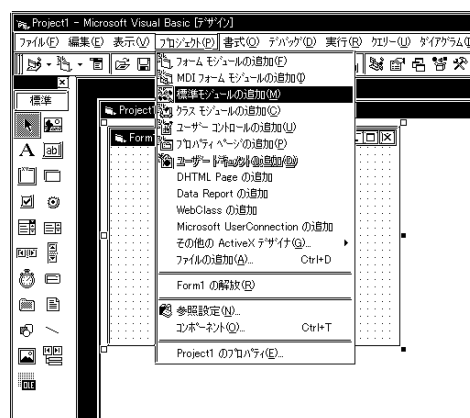 Project1 - Microsoft Visual Basic [ﾃﾞｻﾞｲﾝ]
ﾌｧｲﾙ(F) 編集(E) 表示(V) ﾌﾟﾛｼﾞｪｸﾄ(P) 書式(O) ﾃﾞﾊﾞｯｸﾞ(D) 実行(R) ｸｴﾘｰ(U) ﾀﾞｲｱｸﾞﾗﾑ(
標準
Project
Form
ﾌｫｰﾑ ﾓｼﾞｭｰﾙの追加(F)
MDI ﾌｫｰﾑ ﾓｼﾞｭｰﾙの追加(I)
標準ﾓｼﾞｭｰﾙの追加(M)
ｸﾗｽ ﾓｼﾞｭｰﾙの追加(C)
ﾕｰｻﾞｰ ｺﾝﾄﾛｰﾙの追加(U)
ﾌﾟﾛﾊﾟﾃｨ ﾍﾟｰｼﾞの追加(P)
ﾕｰｻﾞｰ ﾄﾞｷｭﾒﾝﾄの追加(D)
DHTML Page の追加
Data Report の追加
WebClass の追加
Microsoft UserConnection の追加
その他の ActiveX ﾃﾞｻﾞｲﾅ(G)...
ﾌｧｲﾙの追加(A)... Ctrl+D
Form1 の解放(R)
参照設定(N)...
ｺﾝﾎﾟｰﾈﾝﾄ(O)... Ctrl+T
Project1 のﾌﾟﾛﾊﾟﾃｨ(E)...
A
ab
OLE